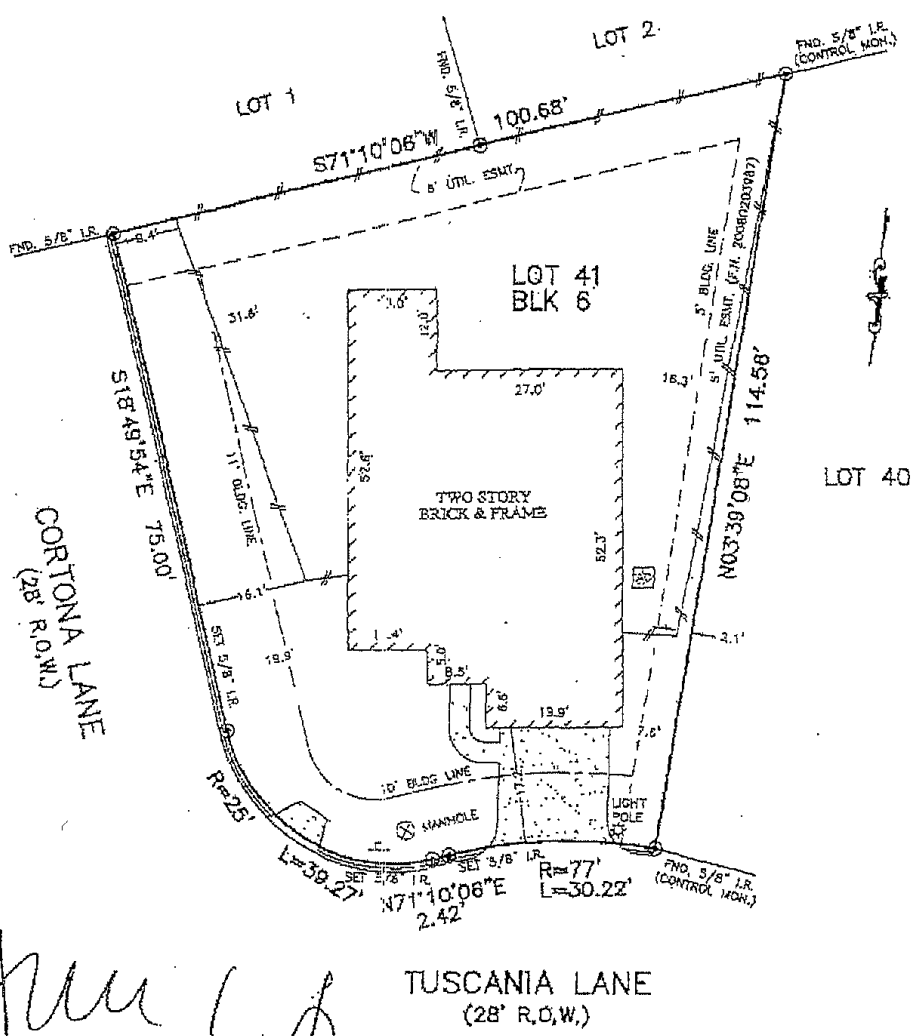 LOT 2
FND. 5/8" I.R.
(CONTROL MON.)
LOT 1
FND. 5/8" I.R.
100.68'
S71°10'06"W
8' UTIL. ESMT.
FND. 5/8" I.R.
LOT 41
BLK 6
5' BLDG. LINE
5' UTIL ESMT. (F.N. 20080203987)
31.6'
12.0'
27.0'
16.3'
114.58'
N03°39'08"E
LOT 40
S18°49'54"E 75.00'
11' BLDG. LINE
52.6'
TWO STORY
BRICK & FRAME
52.3'
CORTONA LANE
(28' R.O.W.)
16.1'
2.1'
SET 5/8" I.R.
19.9'
5.0'
8.5'
6.6'
19.9'
7.6'
10' BLDG LINE
R=25'
L=39.27'
MANHOLE
LIGHT
POLE
SET 5/8" I.R.
SET 5/8" I.R.
N71°10'06"E
2.42'
R=77'
L=30.22'
FND. 5/8" I.R.
(CONTROL MON.)
TUSCANIA LANE
(28' R.O.W.)